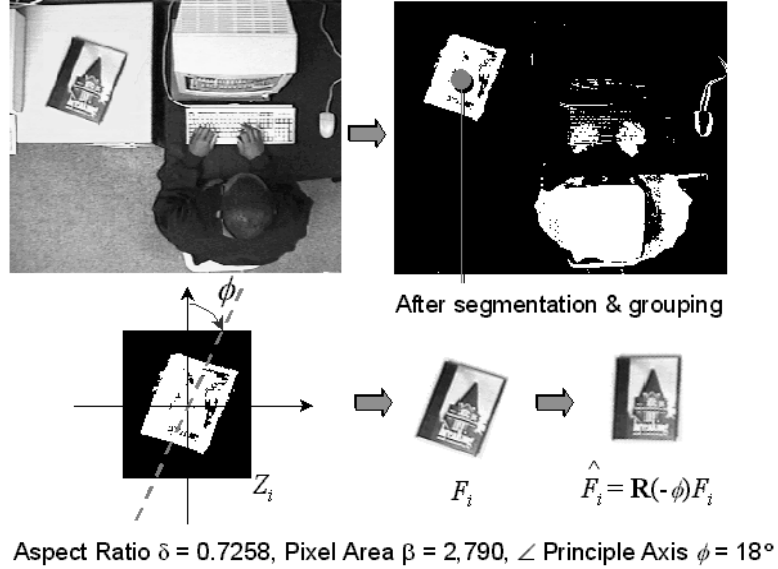 After segmentation & grouping
ϕ
Z_i
F_i
F̂_i = R(-ϕ)F_i
Aspect Ratio δ = 0.7258, Pixel Area β = 2,790, ∠ Principle Axis ϕ = 18°